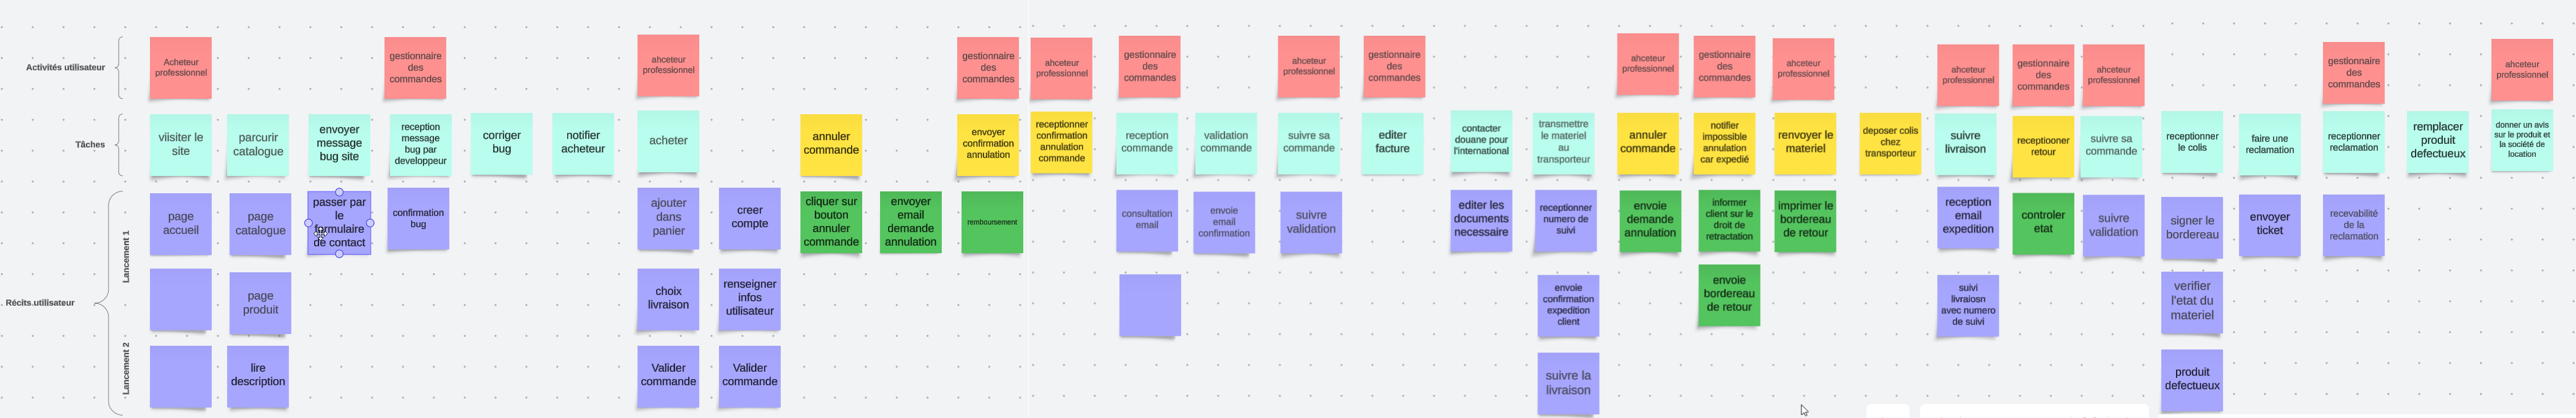 Activités utilisateur
Acheteur
professionnel
gestionnaire
des
commandes
ahceteur
professionnel
gestionnaire
des
commandes
ahceteur
professionnel
gestionnaire
des
commandes
ahceteur
professionnel
gestionnaire
des
commandes
ahceteur
professionnel
gestionnaire
des
commandes
ahceteur
professionnel
ahceteur
professionnel
gestionnaire
des
commandes
ahceteur
professionnel
gestionnaire
des
commandes
ahceteur
professionnel
Tâches
viisiter le
site
parcurir
catalogue
envoyer
message
bug site
reception
message
bug par
developpeur
corriger
bug
notifier
acheteur
acheter
annuler
commande
envoyer
confirmation
annulation
receptionner
confirmation
annulation
commande
reception
commande
validation
commande
suivre sa
commande
editer
facture
contacter
douane pour
l'international
transmettre
le materiel
au
transporteur
annuler
commande
notifier
impossible
annulation
car expedié
renvoyer le
materiel
deposer colis
chez
transporteur
suivre
livraison
receptiooner
retour
suivre sa
commande
receptionner
le colis
faire une
reclamation
receptionner
reclamation
remplacer
produit
defectueux
donner un avis
sur le produit et
la société de
location
Récits utilisateur
Lancement 1
page
accueil
page
catalogue
passer par
le
formulaire
de contact
confirmation
bug
ajouter
dans
panier
creer
compte
cliquer sur
bouton
annuler
commande
envoyer
email
demande
annulation
remboursement
consultation
email
envoie
email
confirmation
suivre
validation
editer les
documents
necessaire
receptionner
numero de
suivi
envoie
demande
annulation
informer
client sur le
droit de
retractation
imprimer le
bordereau
de retour
reception
email
expedition
controler
etat
suivre
validation
signer le
bordereau
envoyer
ticket
recevabilité
de la
reclamation
page
produit
choix
livraison
renseigner
infos
utilisateur
envoie
confirmation
expedition
client
envoie
bordereau
de retour
suivi
livraiosn
avec numero
de suivi
verifier
l'etat du
materiel
Lancement 2
lire
description
Valider
commande
Valider
commande
suivre la
livraison
produit
defectueux